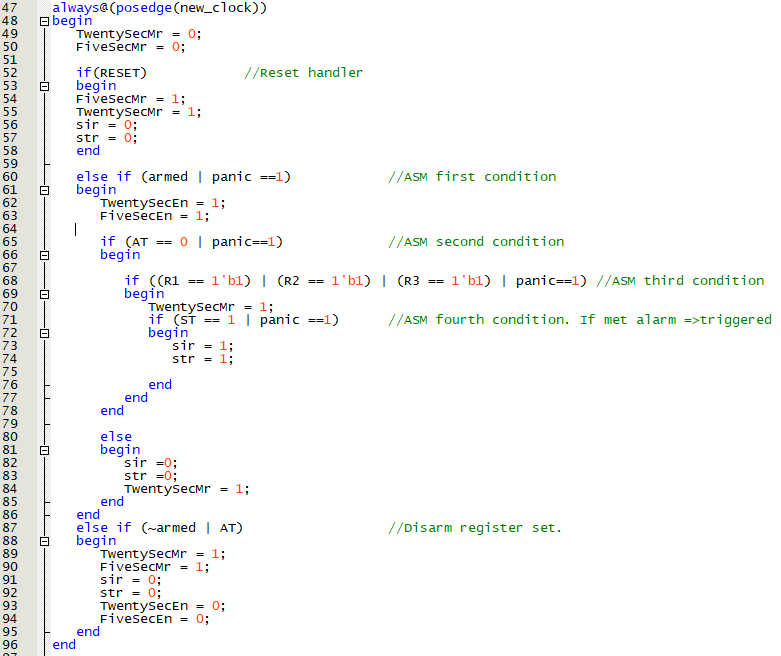 47 always@(posedge(new_clock))
48 begin
49 TwentySecMr = 0;
50 FiveSecMr = 0;
51
52 if(RESET) //Reset handler
53 begin
54 FiveSecMr = 1;
55 TwentySecMr = 1;
56 sir = 0;
57 str = 0;
58 end
59
60 else if (armed | panic ==1) //ASM first condition
61 begin
62 TwentySecEn = 1;
63 FiveSecEn = 1;
64
65 if (AT == 0 | panic==1) //ASM second condition
66 begin
67
68 if ((R1 == 1'b1) | (R2 == 1'b1) | (R3 == 1'b1) | panic==1) //ASM third condition
69 begin
70 TwentySecMr = 1;
71 if (ST == 1 | panic ==1) //ASM fourth condition. If met alarm =>triggered
72 begin
73 sir = 1;
74 str = 1;
75
76 end
77 end
78 end
79
80 else
81 begin
82 sir =0;
83 str =0;
84 TwentySecMr = 1;
85 end
86 end
87 else if (~armed | AT) //Disarm register set.
88 begin
89 TwentySecMr = 1;
90 FiveSecMr = 1;
91 sir = 0;
92 str = 0;
93 TwentySecEn = 0;
94 FiveSecEn = 0;
95 end
96 end